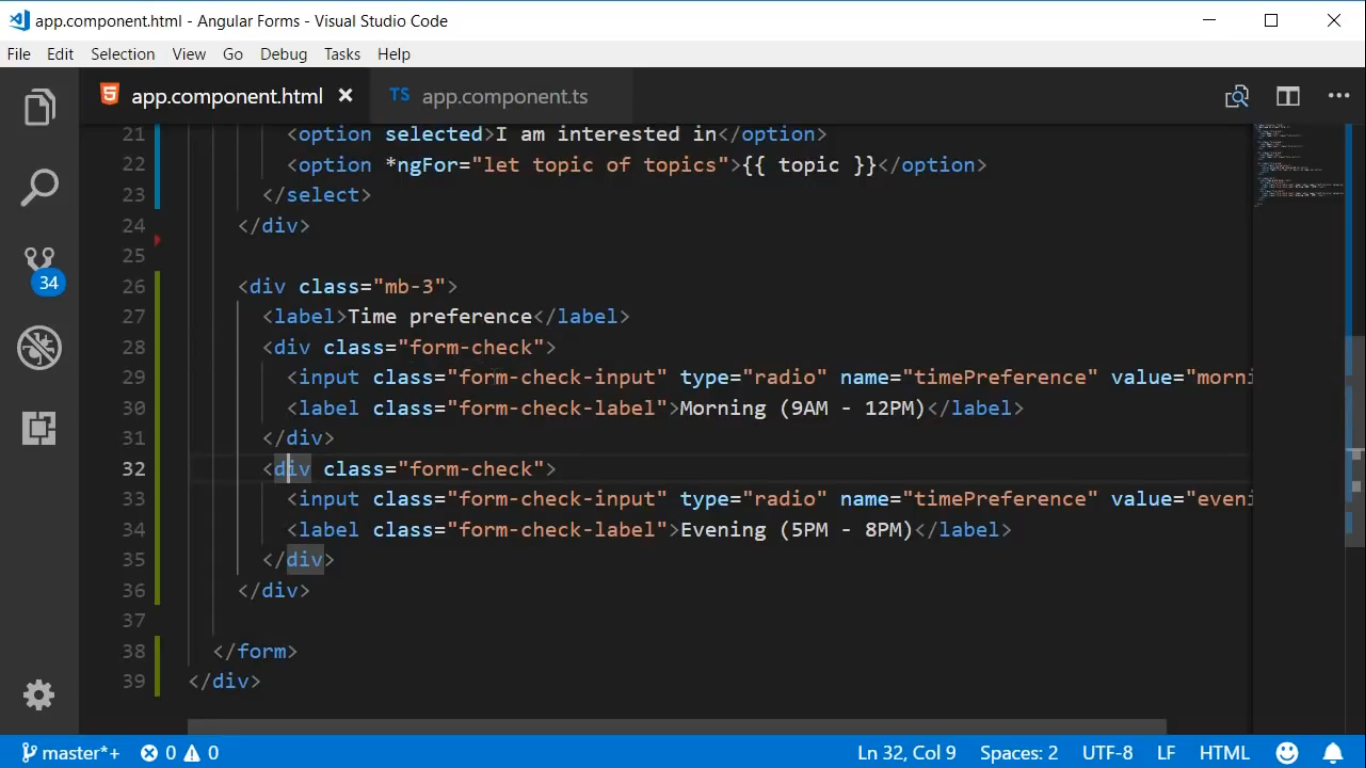 app.component.html - Angular Forms - Visual Studio Code
File Edit Selection View Go Debug Tasks Help
app.component.html
TS app.component.ts
21 <option selected>I am interested in</option>
22 <option *ngFor="let topic of topics">{{ topic }}</option>
23 </select>
24 </div>
25
26 <div class="mb-3">
27 <label>Time preference</label>
28 <div class="form-check">
29 <input class="form-check-input" type="radio" name="timePreference" value="morni
30 <label class="form-check-label">Morning (9AM - 12PM)</label>
31 </div>
32 <div class="form-check">
33 <input class="form-check-input" type="radio" name="timePreference" value="eveni
34 <label class="form-check-label">Evening (5PM - 8PM)</label>
35 </div>
36 </div>
37
38 </form>
39 </div>
34
master*+ 0 0 Ln 32, Col 9 Spaces: 2 UTF-8 LF HTML